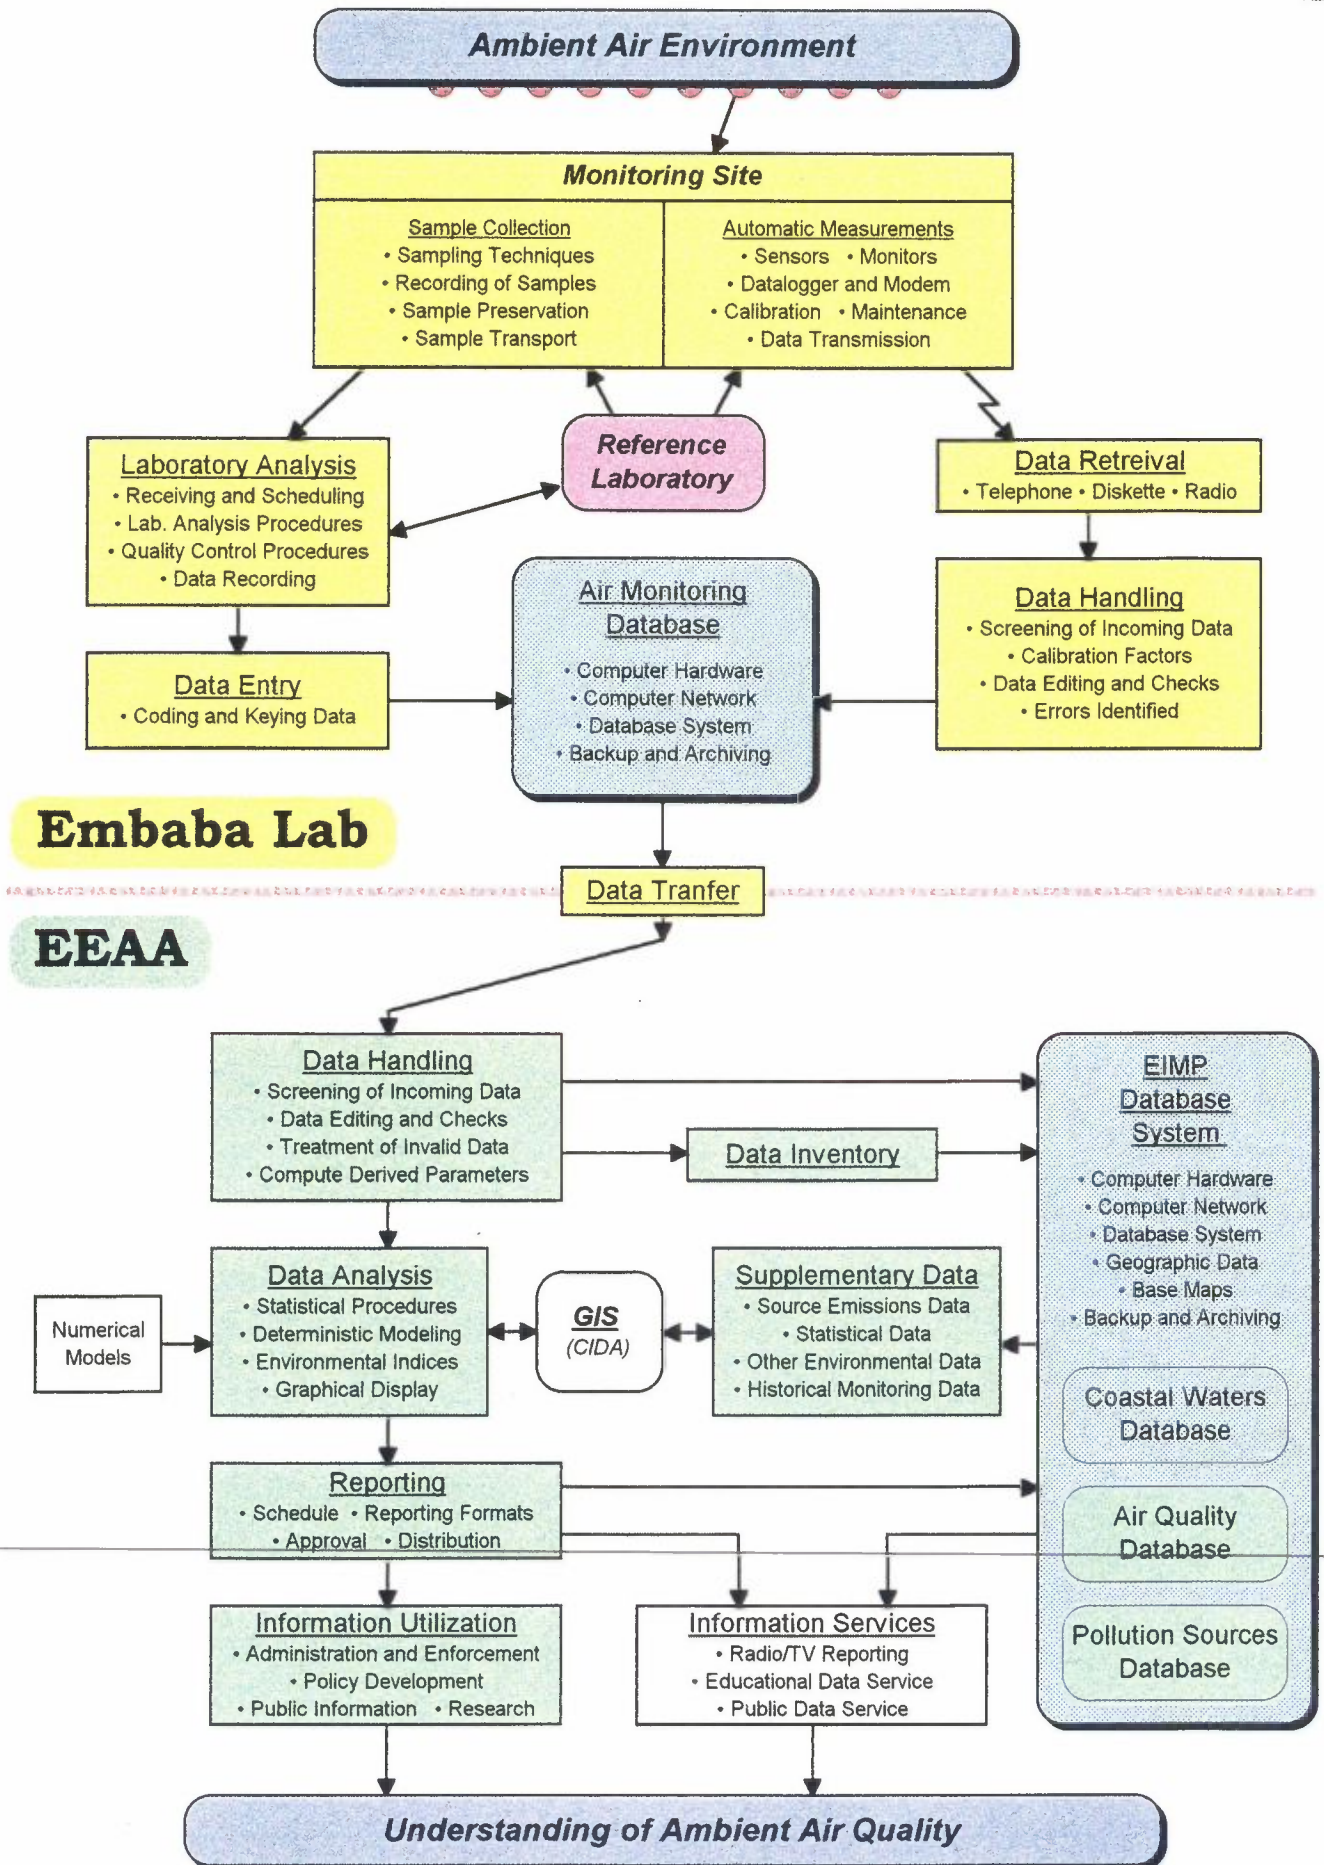 Ambient Air Environment
Monitoring Site
Sample Collection
• Sampling Techniques
• Recording of Samples
• Sample Preservation
• Sample Transport
Automatic Measurements
• Sensors • Monitors
• Datalogger and Modem
• Calibration • Maintenance
• Data Transmission
Laboratory Analysis
• Receiving and Scheduling
• Lab. Analysis Procedures
• Quality Control Procedures
• Data Recording
Reference
Laboratory
Data Retreival
• Telephone • Diskette • Radio
Data Entry
• Coding and Keying Data
Air Monitoring
Database
• Computer Hardware
• Computer Network
• Database System
• Backup and Archiving
Data Handling
• Screening of Incoming Data
• Calibration Factors
• Data Editing and Checks
• Errors Identified
Embaba Lab
Data Tranfer
EEAA
Data Handling
• Screening of Incoming Data
• Data Editing and Checks
• Treatment of Invalid Data
• Compute Derived Parameters
Data Inventory
EIMP
Database
System
• Computer Hardware
• Computer Network
• Database System
• Geographic Data
• Base Maps
• Backup and Archiving
Coastal Waters
Database
Air Quality
Database
Pollution Sources
Database
Numerical
Models
Data Analysis
• Statistical Procedures
• Deterministic Modeling
• Environmental Indices
• Graphical Display
GIS
(CIDA)
Supplementary Data
• Source Emissions Data
• Statistical Data
• Other Environmental Data
• Historical Monitoring Data
Reporting
• Schedule • Reporting Formats
• Approval • Distribution
Information Utilization
• Administration and Enforcement
• Policy Development
• Public Information • Research
Information Services
• Radio/TV Reporting
• Educational Data Service
• Public Data Service
Understanding of Ambient Air Quality